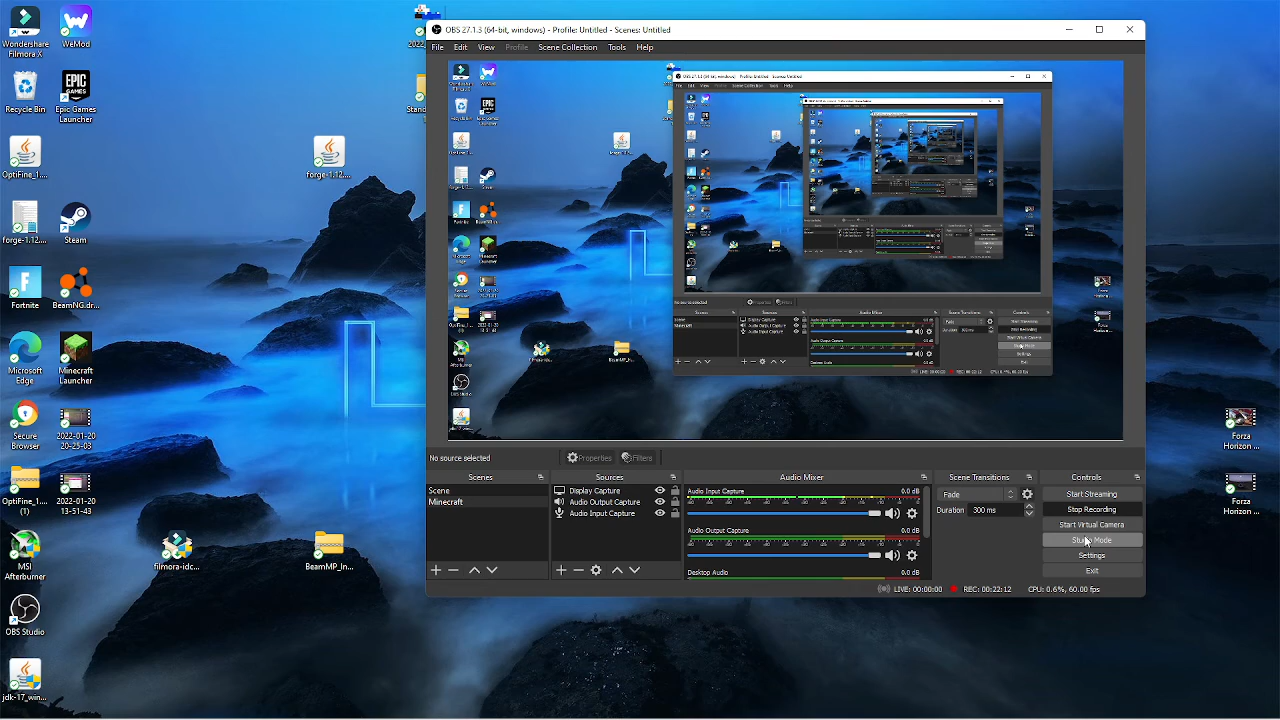 OBS 27.1.3 (64-bit, windows) - Profile: Untitled - Scenes: Untitled
File Edit View Profile Scene Collection Tools Help
Wondershare
Filmora X
WeMod
2022
Recycle Bin
Epic Games
Launcher
Stan
OptiFine_1....
forge-1.12....
forge-1.12....
Steam
Fortnite
BeamNG.dr...
Microsoft
Edge
Minecraft
Launcher
Secure
Browser
2022-01-20
20-25-03
OptiFine_1....
(1)
2022-01-20
13-51-43
MSI
Afterburner
filmora-idc...
BeamMP_In...
OBS Studio
jdk-17_win...
Forza
Horizon ...
Forza
Horizon ...
No source selected
Properties
Filters
Scenes
Scene
Minecraft
Sources
Display Capture
Audio Output Capture
Audio Input Capture
Audio Mixer
Audio Input Capture 0.0 dB
Audio Output Capture 0.0 dB
Desktop Audio 0.0 dB
Scene Transitions
Fade
Duration 300 ms
Controls
Start Streaming
Stop Recording
Start Virtual Camera
Studio Mode
Settings
Exit
LIVE: 00:00:00 REC: 00:22:12 CPU: 0.6%, 60.00 fps